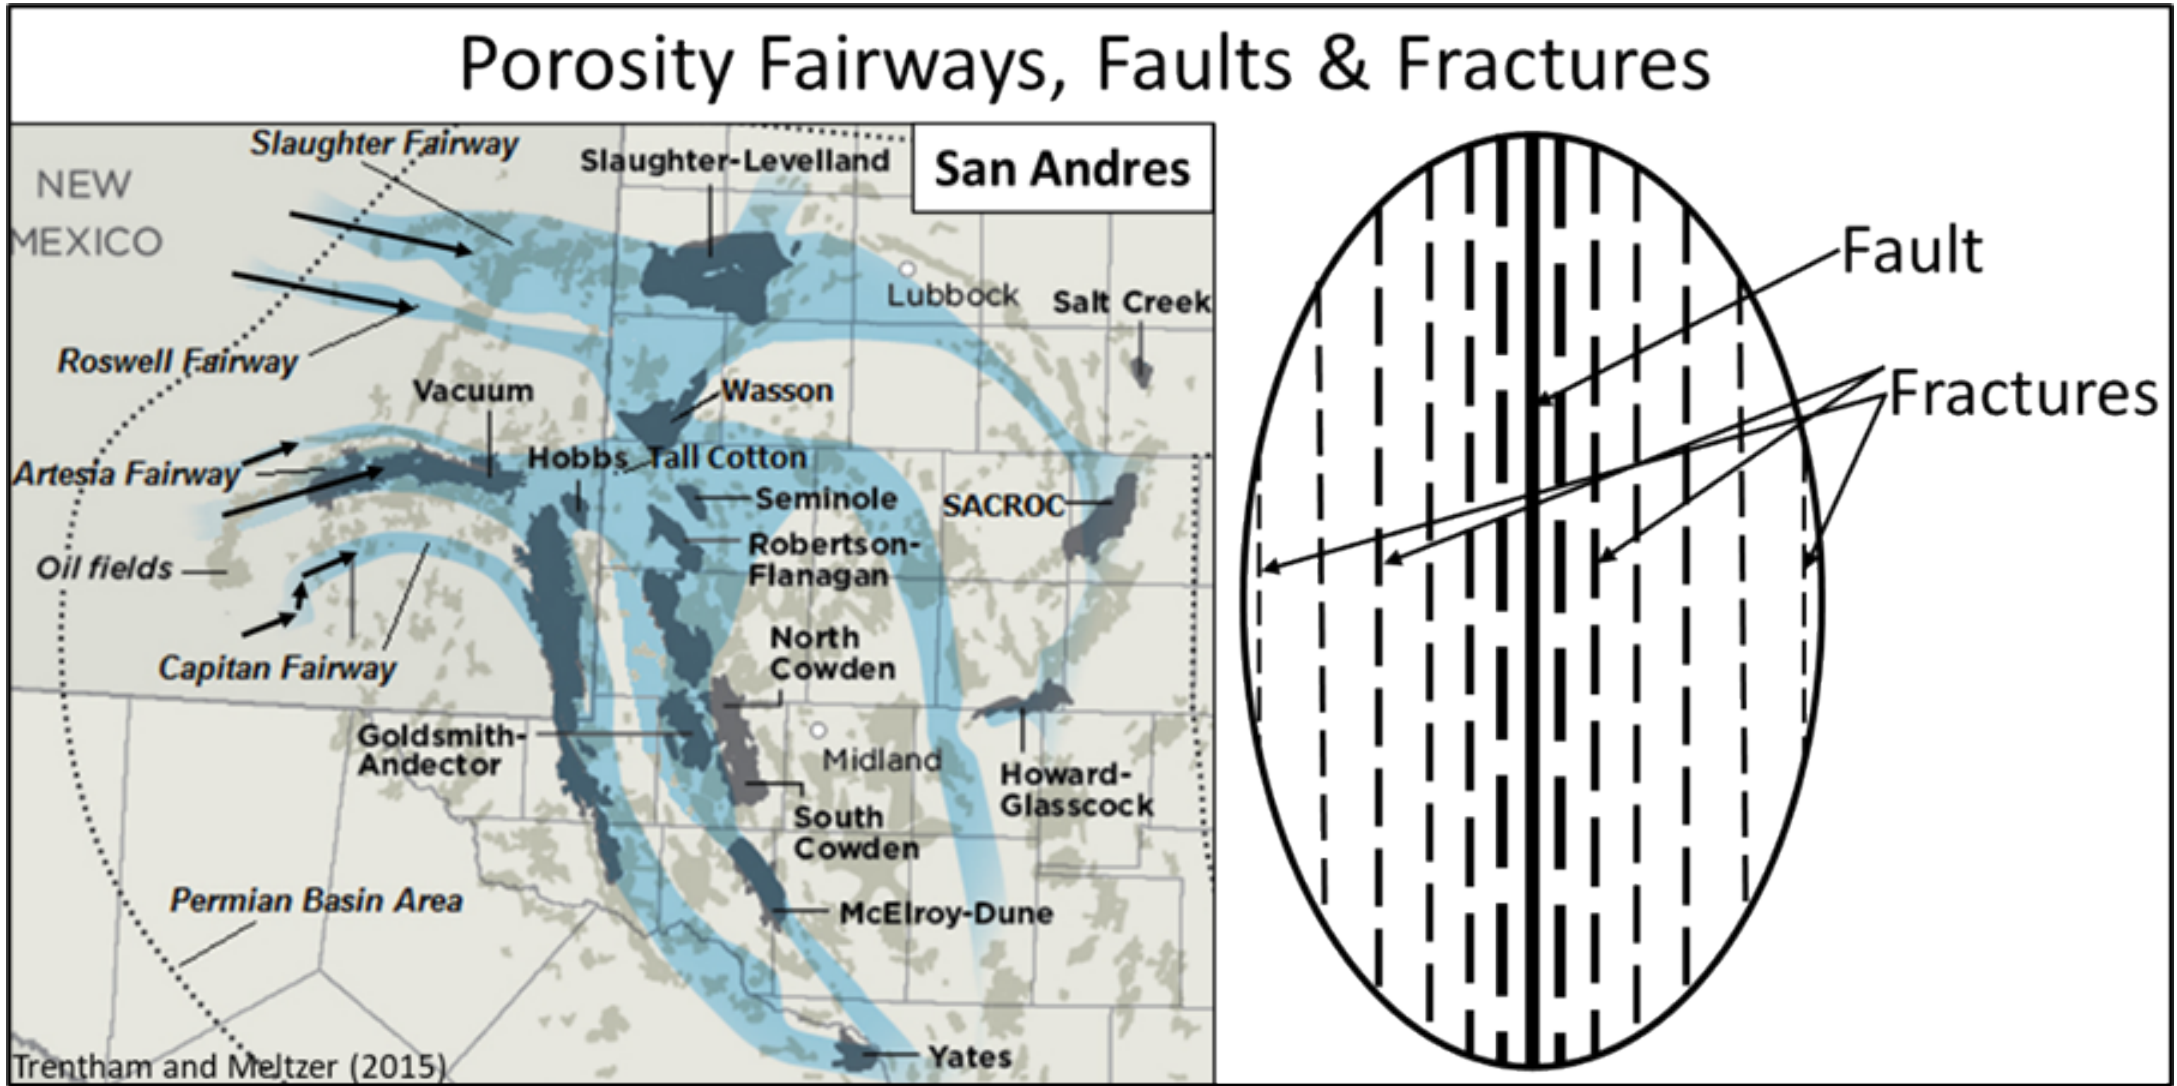 Porosity Fairways, Faults & Fractures
Slaughter Fairway
Slaughter-Levelland
San Andres
NEW
MEXICO
Lubbock
Salt Creek
Roswell Fairway
Vacuum
Wasson
Hobbs
Tall Cotton
Artesia Fairway
Seminole
SACROC
Robertson-
Flanagan
Oil fields
North
Cowden
Capitan Fairway
Goldsmith-
Andector
Midland
Howard-
Glasscock
South
Cowden
Permian Basin Area
McElroy-Dune
Yates
Trentham and Meltzer (2015)
Fault
Fractures